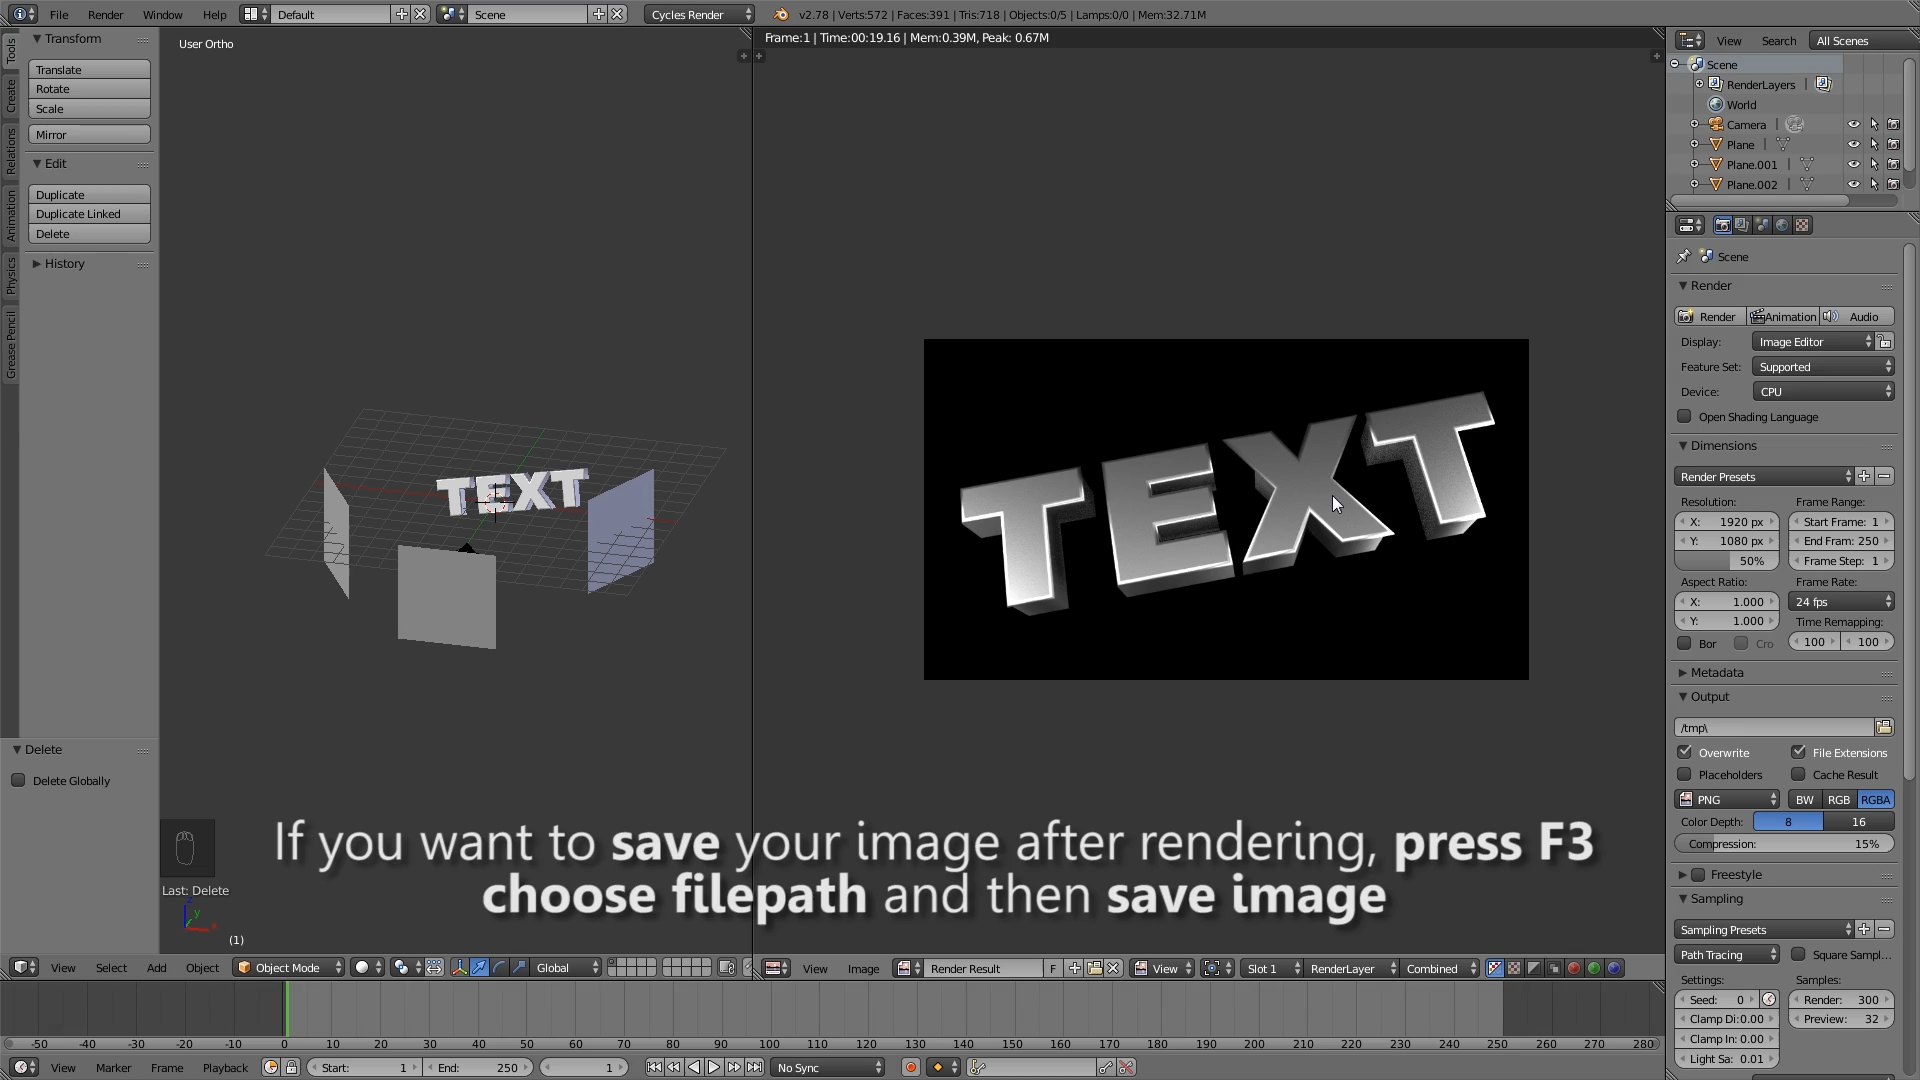 File Render Window Help Default Scene Cycles Render v2.78 | Verts:572 | Faces:391 | Tris:718 | Objects:0/5 | Lamps:0/0 | Mem:32.71M
Tools
Create
Relations
Animation
Physics
Grease Pencil
Transform
Translate
Rotate
Scale
Mirror
Edit
Duplicate
Duplicate Linked
Delete
History
Delete
Delete Globally
User Ortho
TEXT
Last: Delete
z
y
x
(1)
Frame:1 | Time:00:19.16 | Mem:0.39M, Peak: 0.67M
TEXT
If you want to save your image after rendering, press F3
choose filepath and then save image
View Search All Scenes
Scene
RenderLayers |
World
Camera |
Plane |
Plane.001 |
Plane.002 |
Scene
Render
Render Animation Audio
Display: Image Editor
Feature Set: Supported
Device: CPU
Open Shading Language
Dimensions
Render Presets
Resolution: Frame Range:
X: 1920 px Start Frame: 1
Y: 1080 px End Fram: 250
50% Frame Step: 1
Aspect Ratio: Frame Rate:
X: 1.000 24 fps
Y: 1.000 Time Remapping:
Bor Cro 100 100
Metadata
Output
/tmp\
Overwrite File Extensions
Placeholders Cache Result
PNG BW RGB RGBA
Color Depth: 8 16
Compression: 15%
Freestyle
Sampling
Sampling Presets
Path Tracing Square Sampl...
Settings: Samples:
Seed: 0 Render: 300
Clamp Di:0.00 Preview: 32
Clamp In: 0.00
Light Sa: 0.01
View Select Add Object Object Mode Global
View Image Render Result F View Slot 1 RenderLayer Combined
-50 -40 -30 -20 -10 0 10 20 30 40 50 60 70 80 90 100 110 120 130 140 150 160 170 180 190 200 210 220 230 240 250 260 270 280
View Marker Frame Playback Start: 1 End: 250 1 No Sync